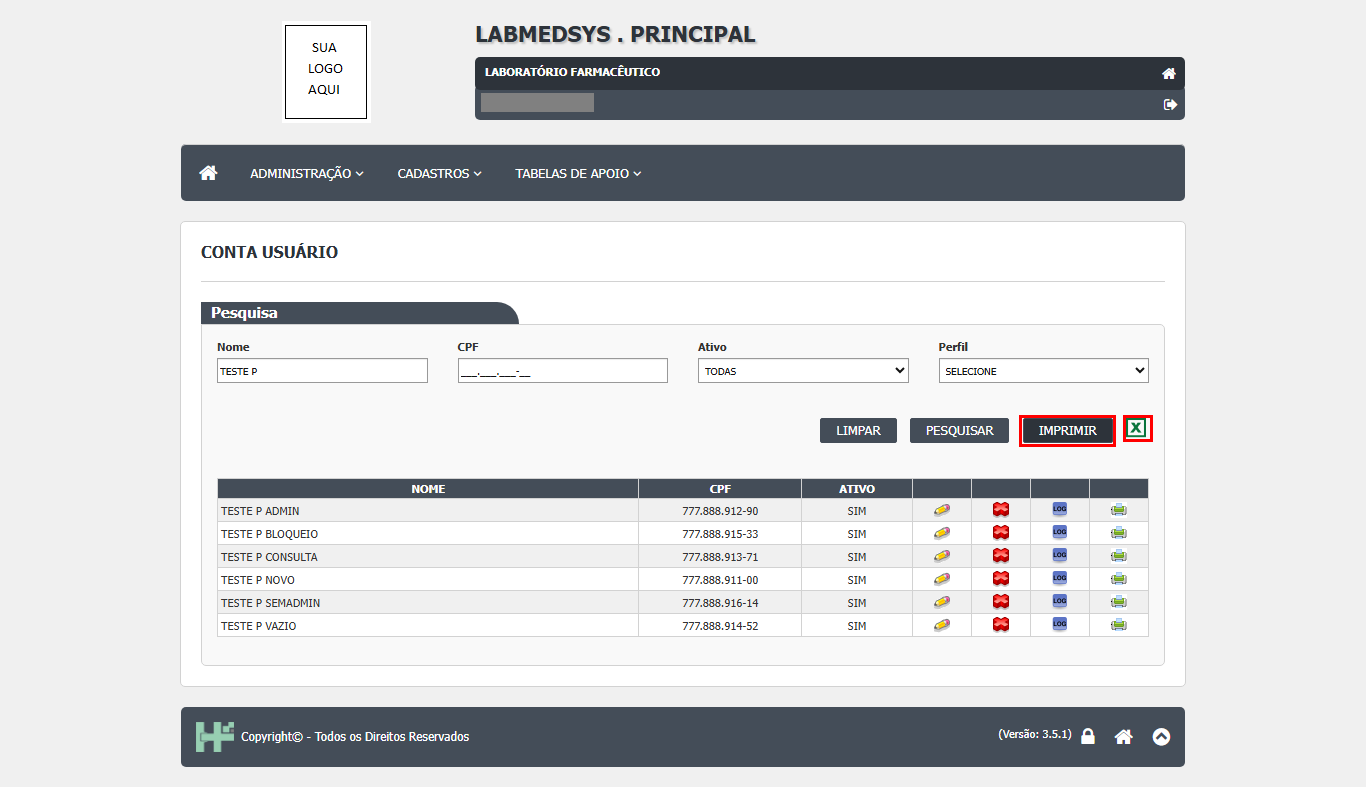 SUA
LOGO
AQUI
LABMEDSYS . PRINCIPAL
LABORATÓRIO FARMACÊUTICO
ADMINISTRAÇÃO CADASTROS TABELAS DE APOIO
CONTA USUÁRIO
Pesquisa
Nome CPF Ativo Perfil
TESTE P ___.___.___-__ TODAS SELECIONE
LIMPAR PESQUISAR IMPRIMIR X
NOME CPF ATIVO
TESTE P ADMIN 777.888.912-90 SIM LOG
TESTE P BLOQUEIO 777.888.915-33 SIM LOG
TESTE P CONSULTA 777.888.913-71 SIM LOG
TESTE P NOVO 777.888.911-00 SIM LOG
TESTE P SEMADMIN 777.888.916-14 SIM LOG
TESTE P VAZIO 777.888.914-52 SIM LOG
Copyright© - Todos os Direitos Reservados (Versão: 3.5.1)